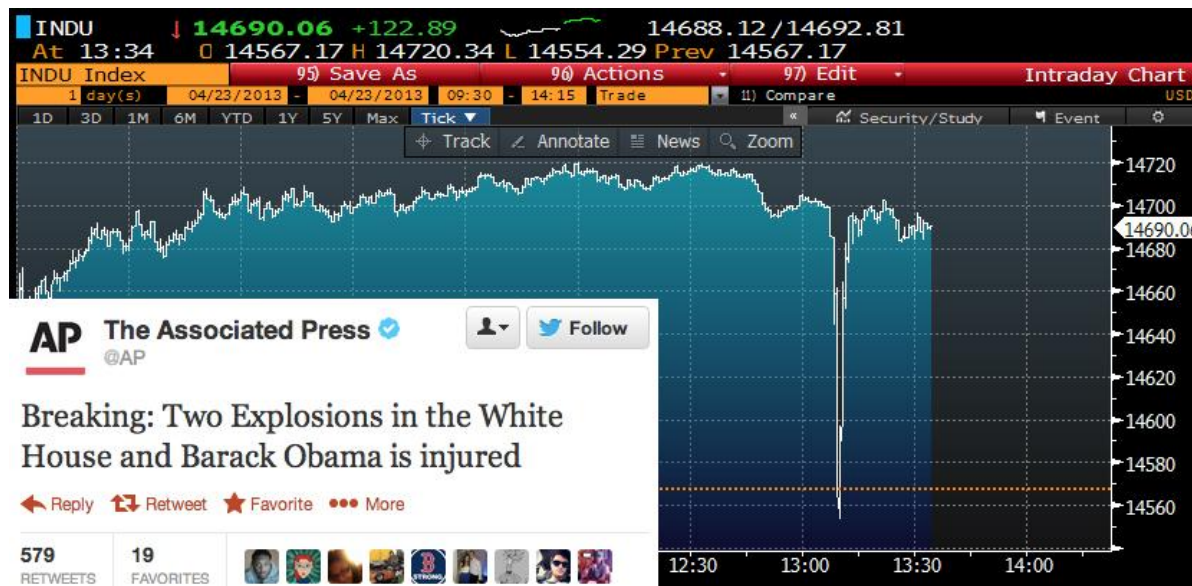 INDU ↓ 14690.06 +122.89 14688.12/14692.81
At 13:34 O 14567.17 H 14720.34 L 14554.29 Prev 14567.17
INDU Index 95) Save As 96) Actions 97) Edit Intraday Chart
1 day(s) 04/23/2013 - 04/23/2013 09:30 - 14:15 Trade 11) Compare USD
1D 3D 1M 6M YTD 1Y 5Y Max Tick ▼ « Security/Study Event
Track Annotate News Zoom
14720
14700
14690.06
14680
14660
14640
14620
14600
14580
14560
12:30 13:00 13:30 14:00
AP The Associated Press
@AP
Follow
Breaking: Two Explosions in the White
House and Barack Obama is injured
Reply Retweet Favorite More
579 19
RETWEETS FAVORITES
B
STRONG